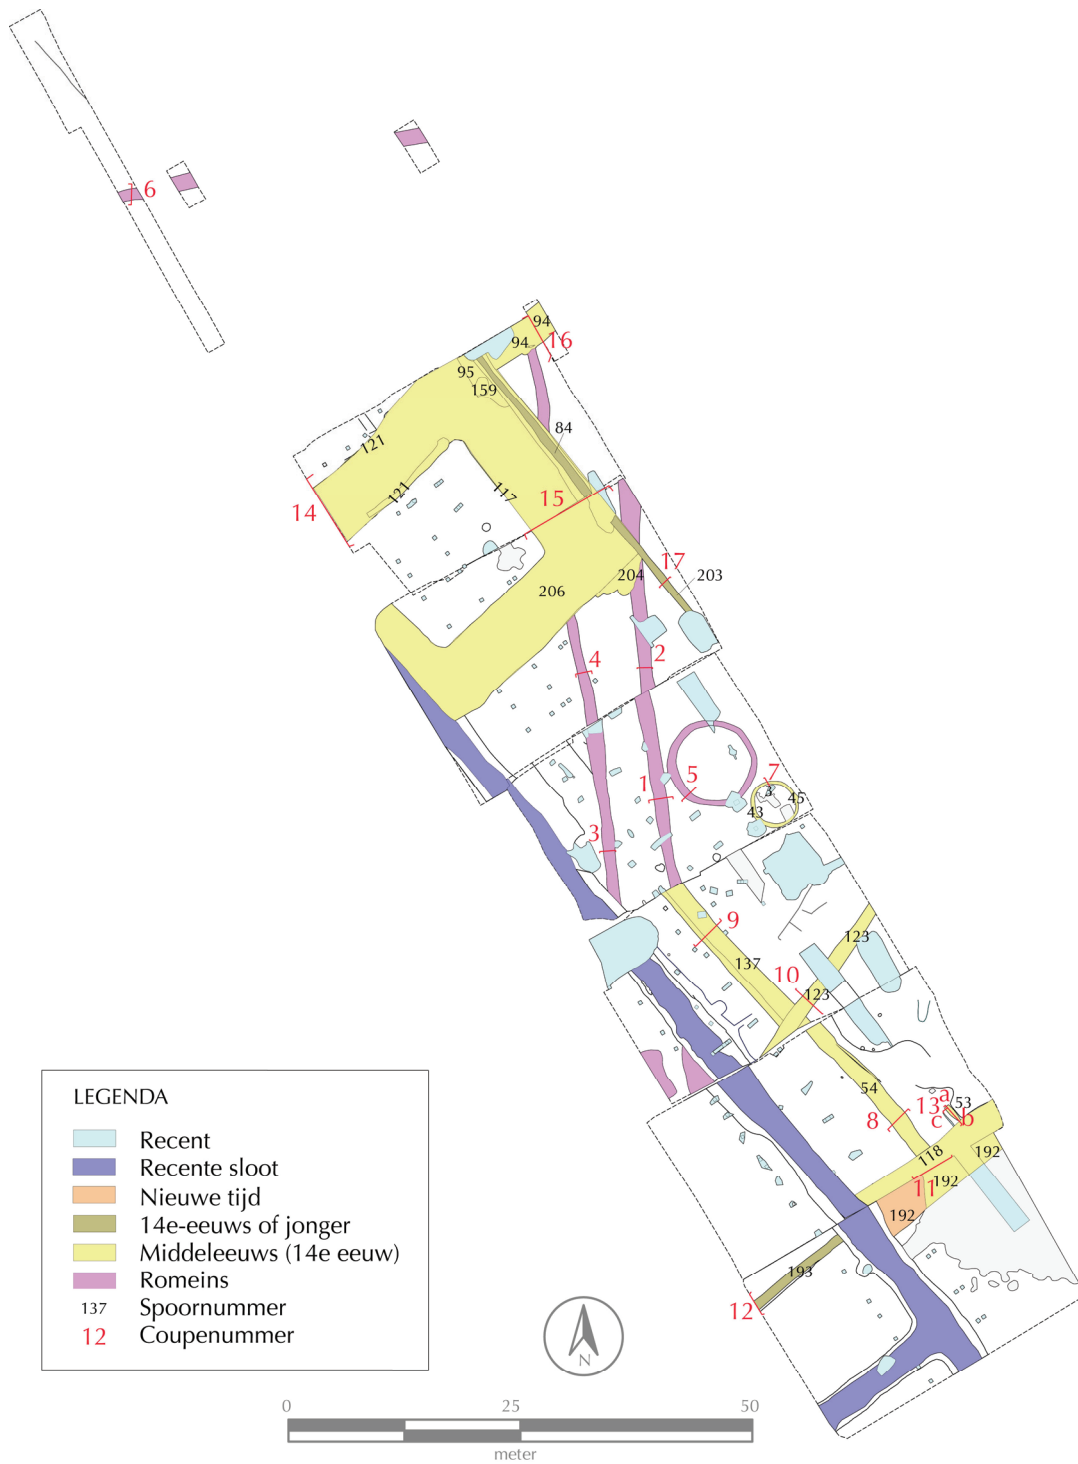 6
94
94
16
95
159
84
121
121
117
15
14
17
203
204
206
4
2
1
5
7
3
45
43
3
9
137
123
10
123
54
8
13
a
53
b
c
118
192
11
192
192
193
12
LEGENDA
Recent
Recente sloot
Nieuwe tijd
14e-eeuws of jonger
Middeleeuws (14e eeuw)
Romeins
137 Spoornummer
12 Coupenummer
N
0 25 50
meter